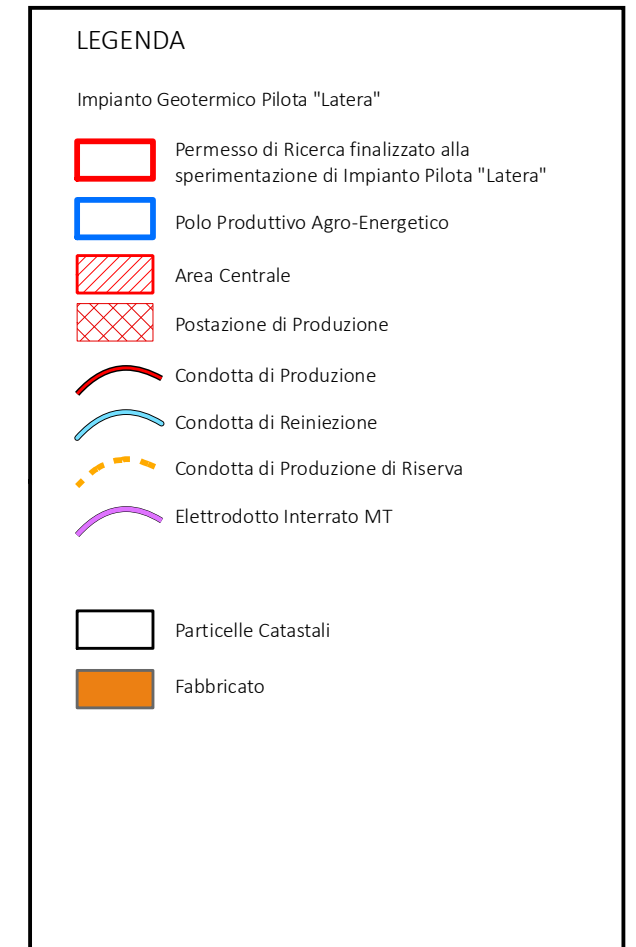 LEGENDA
Impianto Geotermico Pilota "Latera"
Permesso di Ricerca finalizzato alla
sperimentazione di Impianto Pilota "Latera"
Polo Produttivo Agro-Energetico
Area Centrale
Postazione di Produzione
Condotta di Produzione
Condotta di Reiniezione
Condotta di Produzione di Riserva
Elettrodotto Interrato MT
Particelle Catastali
Fabbricato